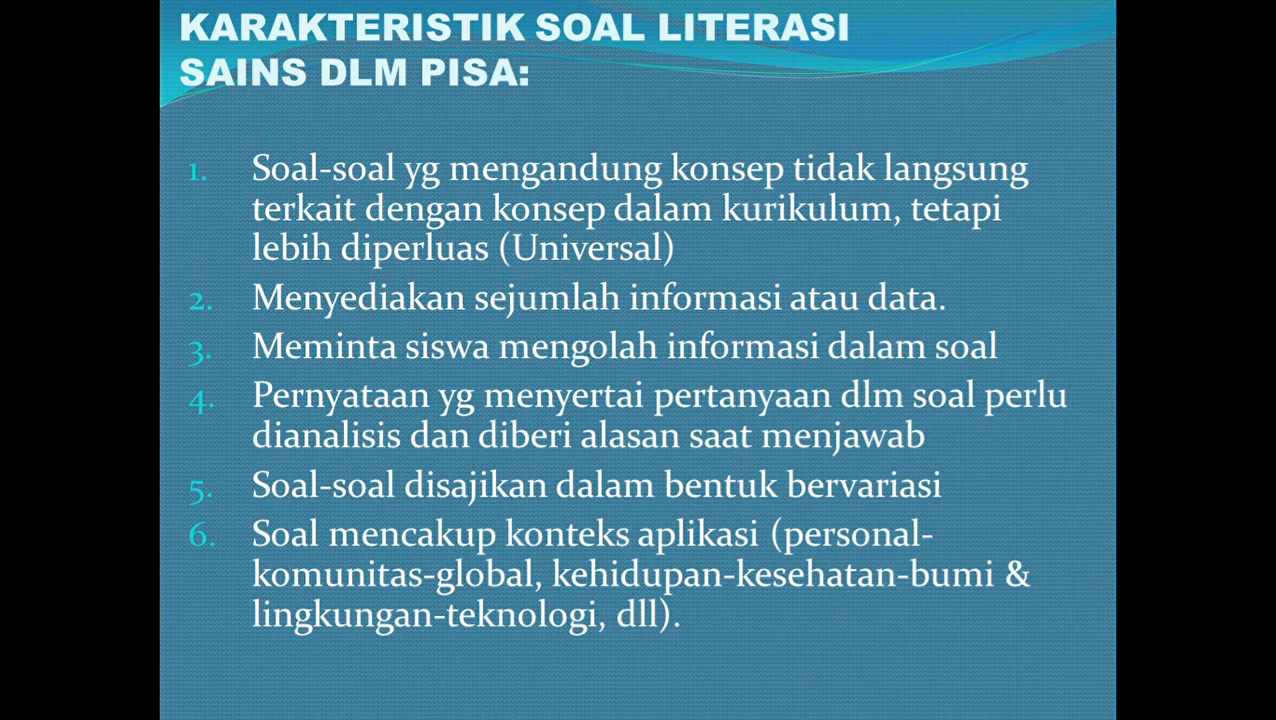 KARAKTERISTIK SOAL LITERASI
SAINS DLM PISA:
1. Soal-soal yg mengandung konsep tidak langsung
terkait dengan konsep dalam kurikulum, tetapi
lebih diperluas (Universal)
2. Menyediakan sejumlah informasi atau data.
3. Meminta siswa mengolah informasi dalam soal
4. Pernyataan yg menyertai pertanyaan dlm soal perlu
dianalisis dan diberi alasan saat menjawab
5. Soal-soal disajikan dalam bentuk bervariasi
6. Soal mencakup konteks aplikasi (personal-
komunitas-global, kehidupan-kesehatan-bumi &
lingkungan-teknologi, dll).